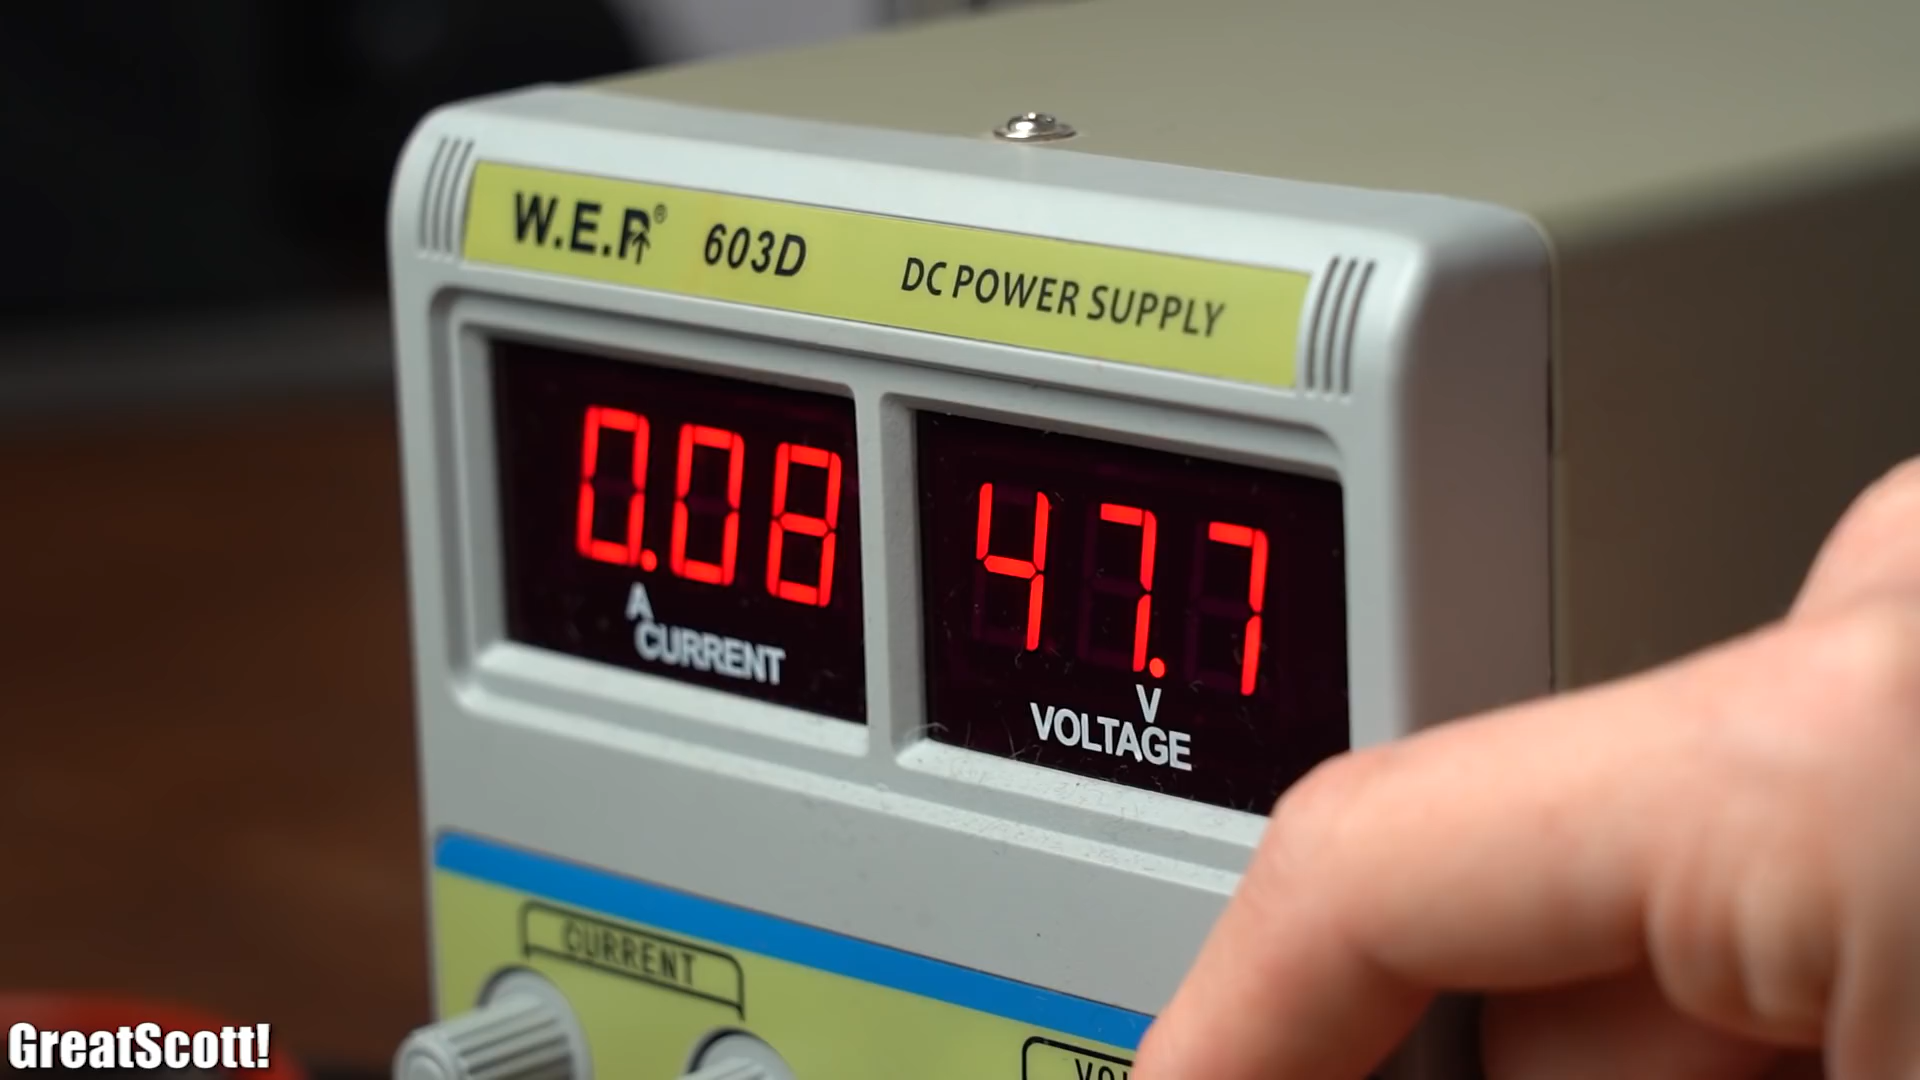 W.E.P® 603D DC POWER SUPPLY
0.08
A
CURRENT
47.7
V
VOLTAGE
CURRENT
GreatScott!